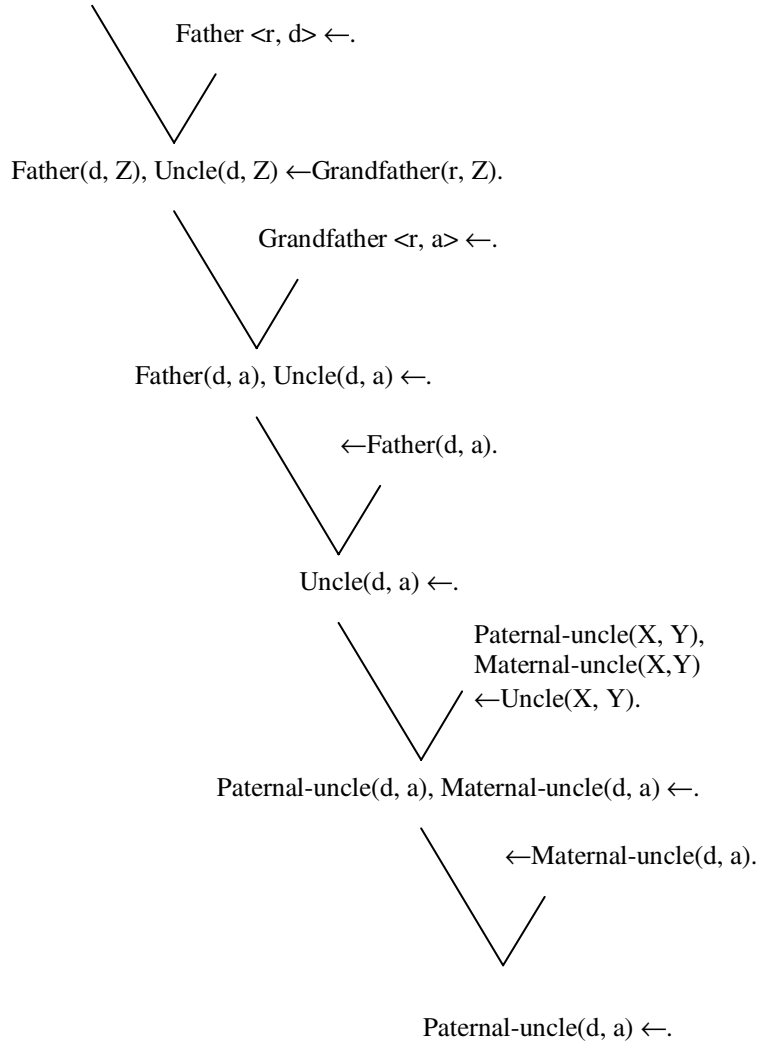 Father <r, d> ←.
Father(d, Z), Uncle(d, Z) ←Grandfather(r, Z).
Grandfather <r, a> ←.
Father(d, a), Uncle(d, a) ←.
←Father(d, a).
Uncle(d, a) ←.
Paternal-uncle(X, Y),
Maternal-uncle(X,Y)
←Uncle(X, Y).
Paternal-uncle(d, a), Maternal-uncle(d, a) ←.
←Maternal-uncle(d, a).
Paternal-uncle(d, a) ←.